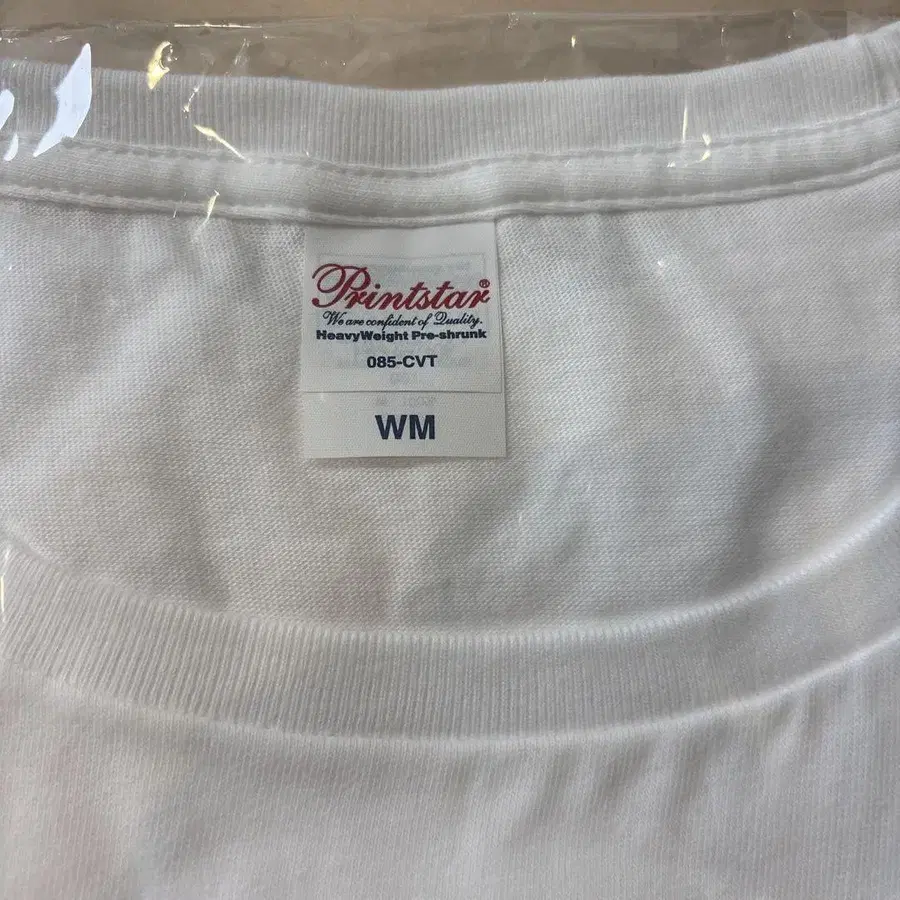 Printstar®
We are confident of Quality.
HeavyWeight Pre-shrunk
085-CVT
WM